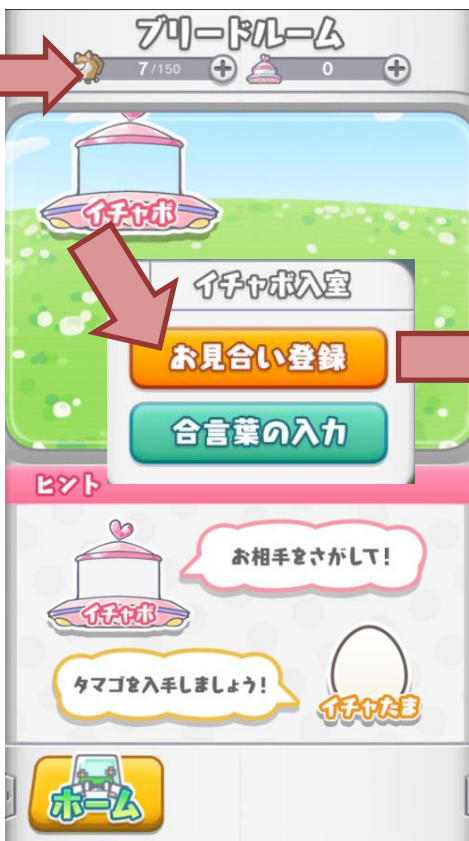 ブリードルーム
7/150
0
イチャポ
イチャポ入室
お見合い登録
合言葉の入力
ヒント
お相手をさがして!
イチャポ
タマゴを入手しましょう!
イチャたま
ホーム